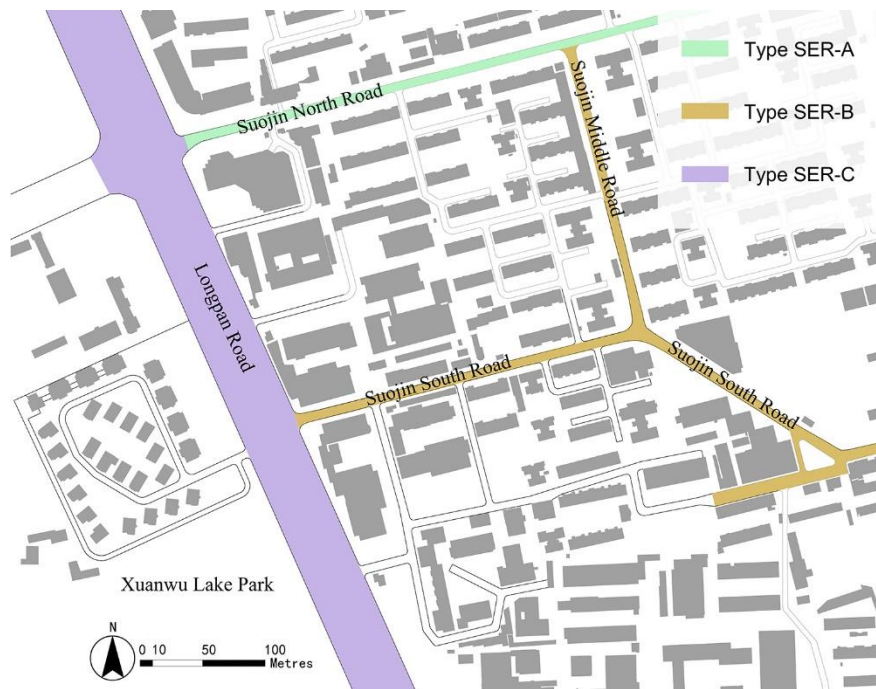 Type SER-A
Type SER-B
Type SER-C
Suojin North Road
Suojin Middle Road
Longpan Road
Suojin South Road
Suojin South Road
Xuanwu Lake Park
N
0 10 50 100
Metres